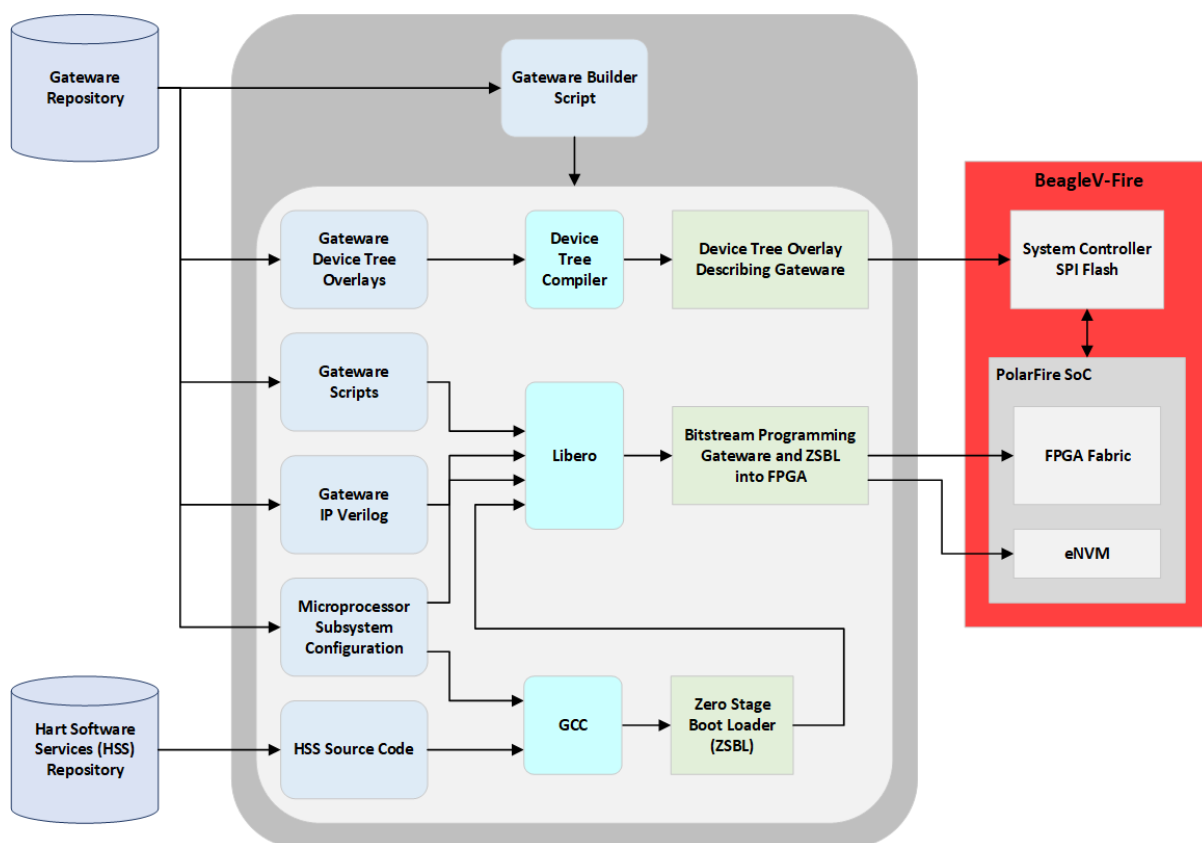 Gateware
Repository
Gateware Builder
Script
BeagleV-Fire
Gateware
Device Tree
Overlays
Device
Tree
Compiler
Device Tree Overlay
Describing Gateware
System Controller
SPI Flash
PolarFire SoC
Gateware
Scripts
Libero
Bitstream Programming
Gateware and ZSBL
into FPGA
FPGA Fabric
Gateware
IP Verilog
eNVM
Microprocessor
Subsystem
Configuration
Hart Software
Services (HSS)
Repository
HSS Source Code
GCC
Zero Stage
Boot Loader
(ZSBL)